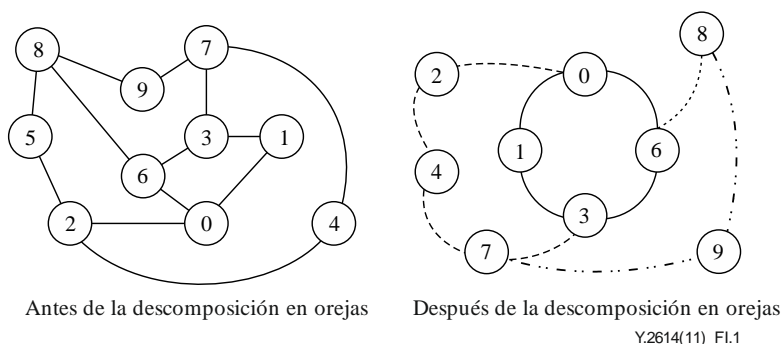 8 7 9 5 3 1 6 2 0 4
8 2 0 4 1 6 3 7 9
Antes de la descomposición en orejas
Después de la descomposición en orejas
Y.2614(11)_FI.1